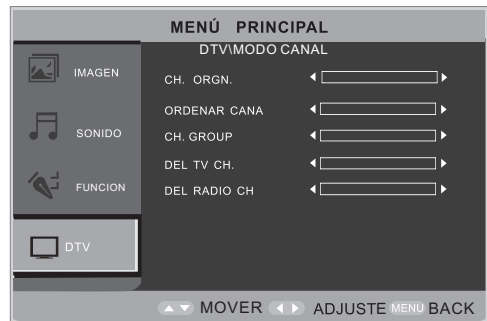 MENÚ PRINCIPAL
DTV\MODO CANAL
IMAGEN
SONIDO
FUNCION
DTV
CH. ORGN.
ORDENAR CANA
CH. GROUP
DEL TV CH.
DEL RADIO CH
MOVER ADJUSTE MENU BACK